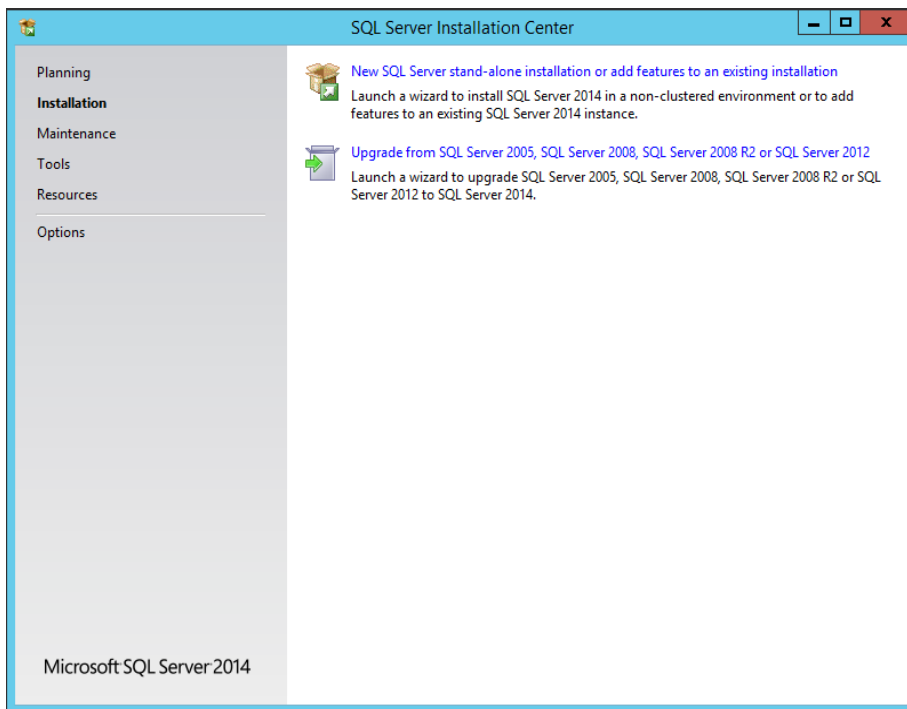 SQL Server Installation Center
Planning
Installation
Maintenance
Tools
Resources
Options
New SQL Server stand-alone installation or add features to an existing installation
Launch a wizard to install SQL Server 2014 in a non-clustered environment or to add
features to an existing SQL Server 2014 instance.
Upgrade from SQL Server 2005, SQL Server 2008, SQL Server 2008 R2 or SQL Server 2012
Launch a wizard to upgrade SQL Server 2005, SQL Server 2008, SQL Server 2008 R2 or SQL
Server 2012 to SQL Server 2014.
Microsoft SQL Server 2014